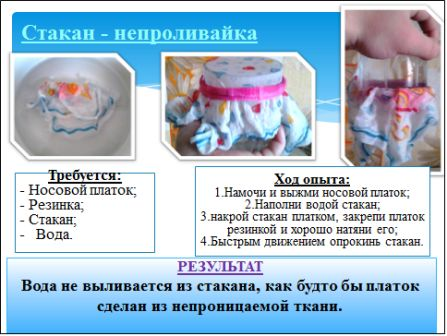 Стакан - непроливайка
Требуется:
- Носовой платок;
- Резинка;
- Стакан;
- Вода.
Ход опыта:
1.Намочи и выжми носовой платок;
2.Наполни водой стакан;
3.накрой стакан платком, закрепи платок
резинкой и хорошо натяни его;
4.Быстрым движением опрокинь стакан.
РЕЗУЛЬТАТ
Вода не выливается из стакана, как будто бы платок
сделан из непроницаемой ткани.